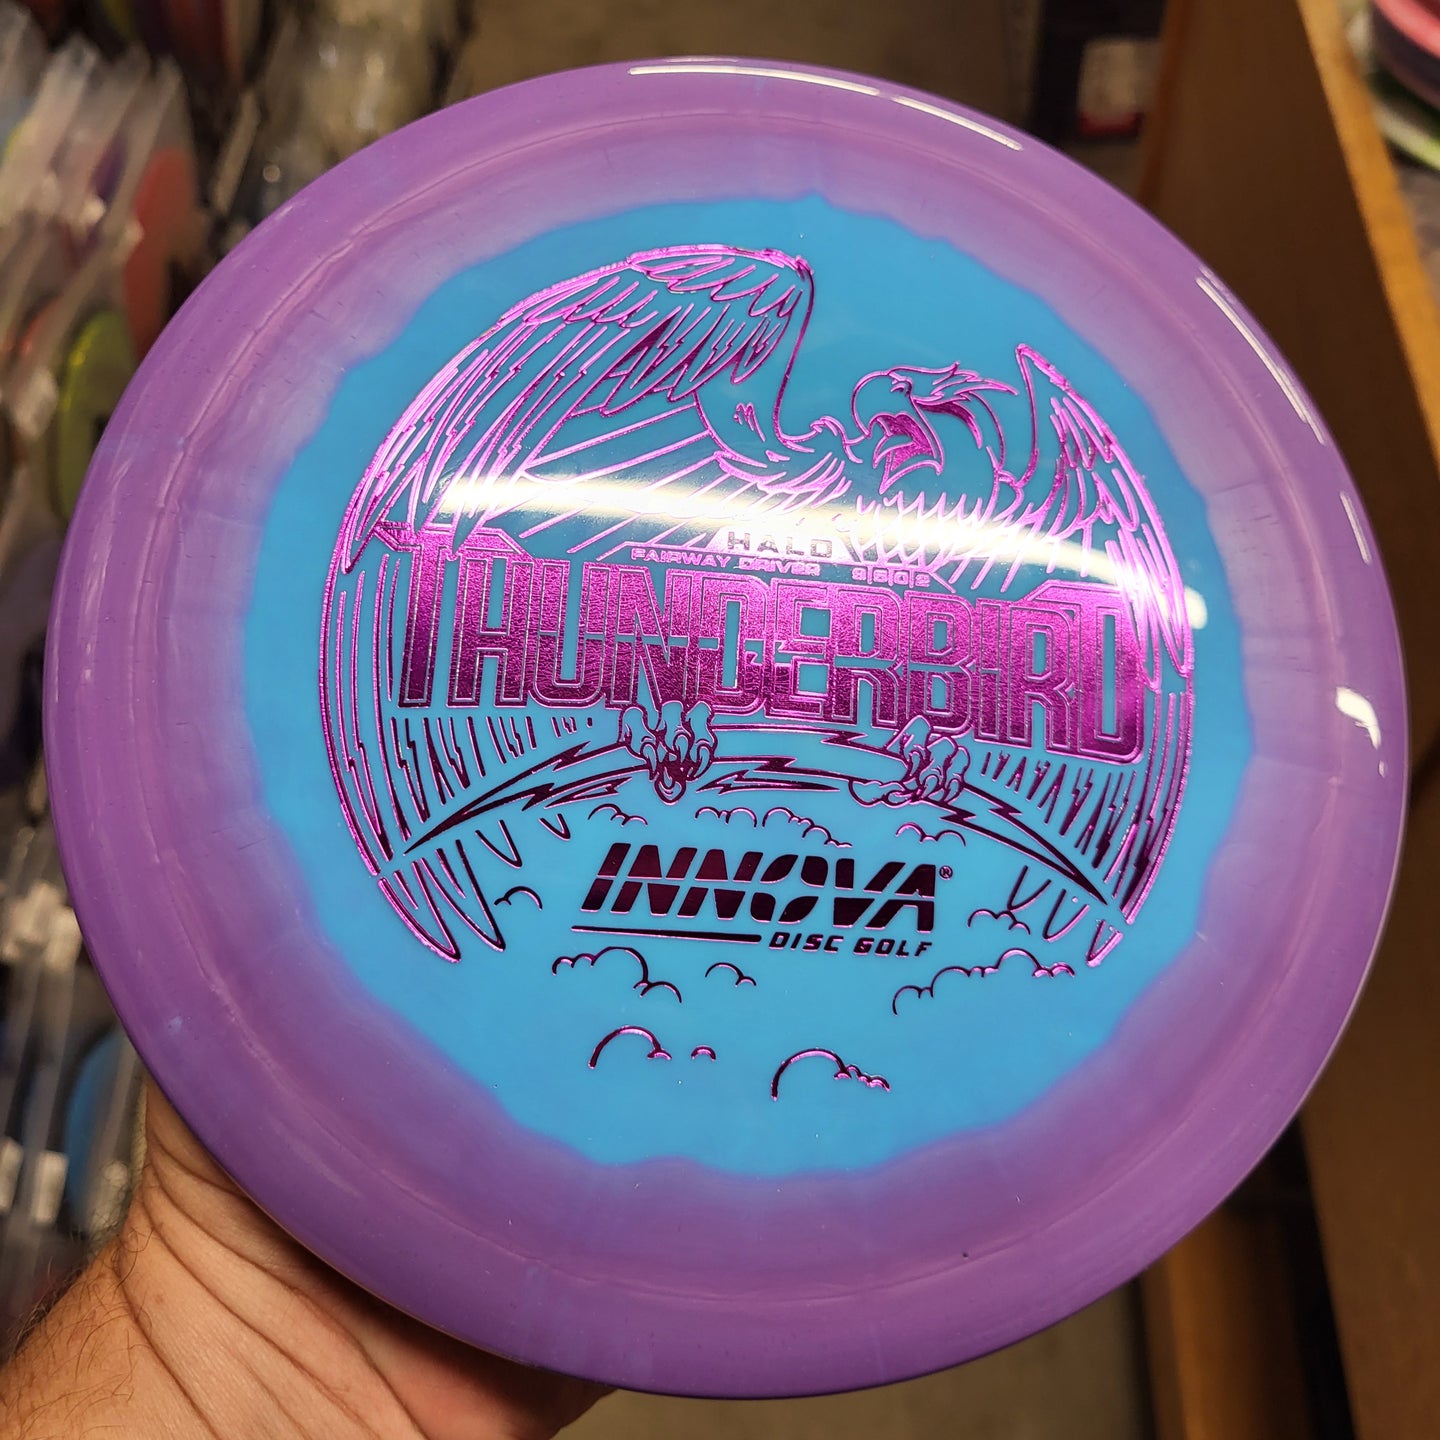 HALO
FAIRWAY DRIVER 9|5|0|2
THUNDERBIRD
INNOVA®
DISC GOLF